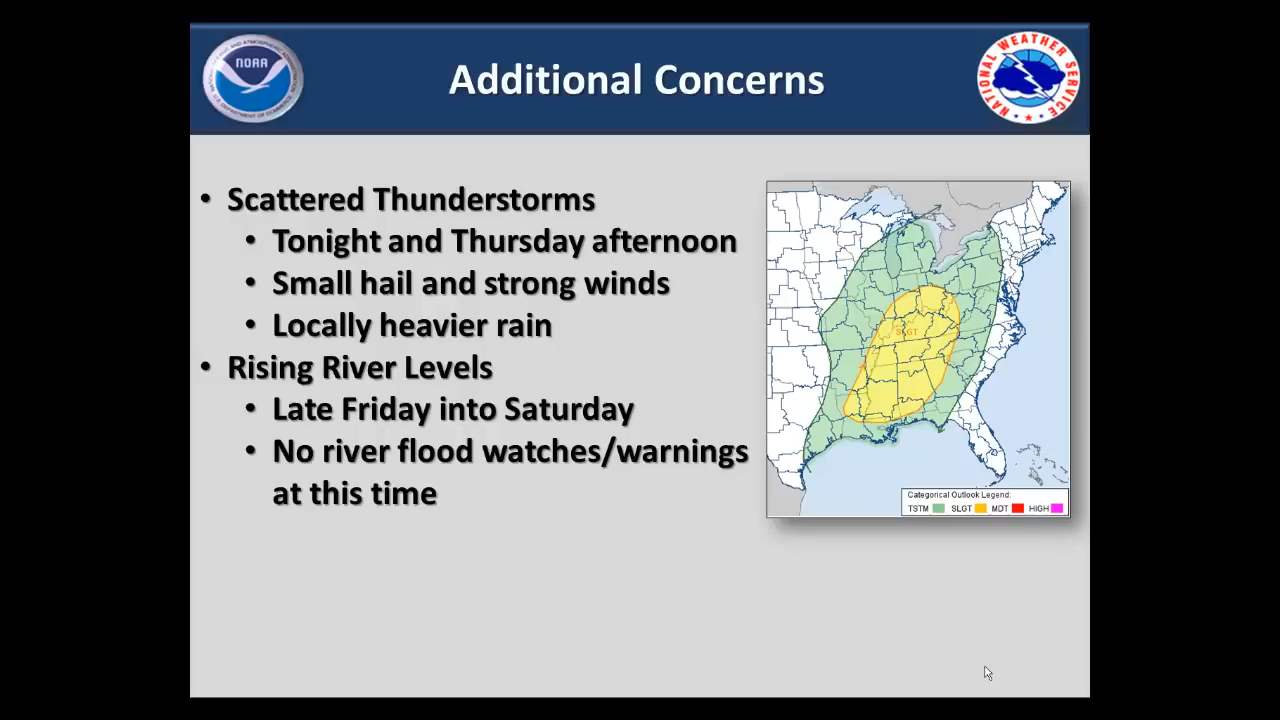 NOAA
Additional Concerns
NATIONAL WEATHER SERVICE
• Scattered Thunderstorms
• Tonight and Thursday afternoon
• Small hail and strong winds
• Locally heavier rain
• Rising River Levels
• Late Friday into Saturday
• No river flood watches/warnings
at this time
SLGT
Categorical Outlook Legend:
TSTM SLGT MDT HIGH